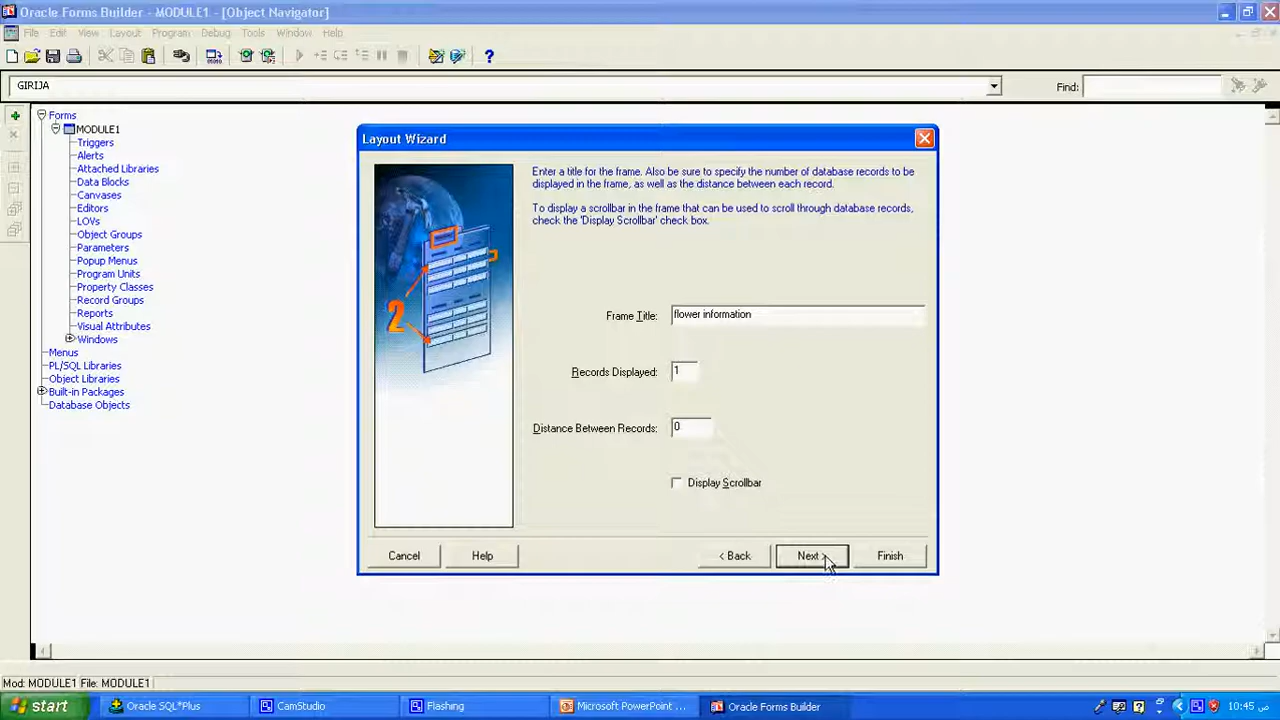 Oracle Forms Builder - MODULE1 - [Object Navigator]
File Edit View Layout Program Debug Tools Window Help
GIRIJA
Find:
Forms
MODULE1
Triggers
Alerts
Attached Libraries
Data Blocks
Canvases
Editors
LOVs
Object Groups
Parameters
Popup Menus
Program Units
Property Classes
Record Groups
Reports
Visual Attributes
Windows
Menus
PL/SQL Libraries
Object Libraries
Built-in Packages
Database Objects
Layout Wizard
2
Enter a title for the frame. Also be sure to specify the number of database records to be
displayed in the frame, as well as the distance between each record.
To display a scrollbar in the frame that can be used to scroll through database records,
check the 'Display Scrollbar' check box.
Frame Title: flower information
Records Displayed: 1
Distance Between Records: 0
Display Scrollbar
Cancel Help < Back Next > Finish
Mod: MODULE1 File: MODULE1
start Oracle SQL*Plus CamStudio Flashing Microsoft PowerPoint ... Oracle Forms Builder 10:45 ص